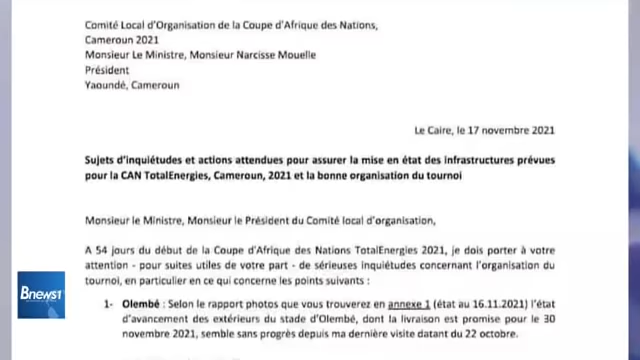 Comité Local d'Organisation de la Coupe d'Afrique des Nations,
Cameroun 2021
Monsieur Le Ministre, Monsieur Narcisse Mouelle
Président
Yaoundé, Cameroun
Le Caire, le 17 novembre 2021
Sujets d'inquiétudes et actions attendues pour assurer la mise en état des infrastructures prévues
pour la CAN TotalEnergies, Cameroun, 2021 et la bonne organisation du tournoi
Monsieur le Ministre, Monsieur le Président du Comité local d'organisation,
A 54 jours du début de la Coupe d'Afrique des Nations TotalEnergies 2021, je dois porter à votre
attention - pour suites utiles de votre part - de sérieuses inquiétudes concernant l'organisation du
tournoi, en particulier en ce qui concerne les points suivants :
1- Olembé : Selon le rapport photos que vous trouverez en annexe 1 (état au 16.11.2021) l'état
d'avancement des extérieurs du stade d'Olembé, dont la livraison est promise pour le 30
novembre 2021, semble sans progrès depuis ma dernière visite datant du 22 octobre.
Bnews1